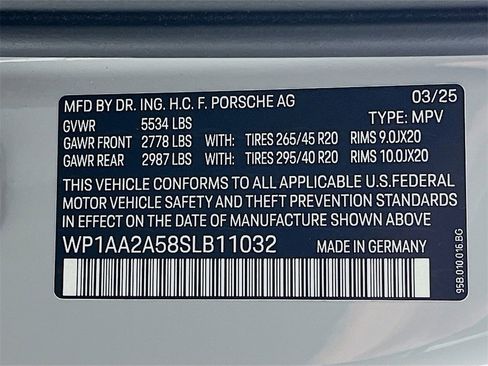 MFD BY DR. ING. H.C. F. PORSCHE AG 03/25
GVWR 5534 LBS TYPE: MPV
GAWR FRONT 2778 LBS WITH: TIRES 265/45 R20 RIMS 9.0JX20
GAWR REAR 2987 LBS WITH: TIRES 295/40 R20 RIMS 10.0JX20
THIS VEHICLE CONFORMS TO ALL APPLICABLE U.S.FEDERAL
MOTOR VEHICLE SAFETY AND THEFT PREVENTION STANDARDS
IN EFFECT ON THE DATE OF MANUFACTURE SHOWN ABOVE
WP1AA2A58SLB11032 MADE IN GERMANY
95B.010.016.BG